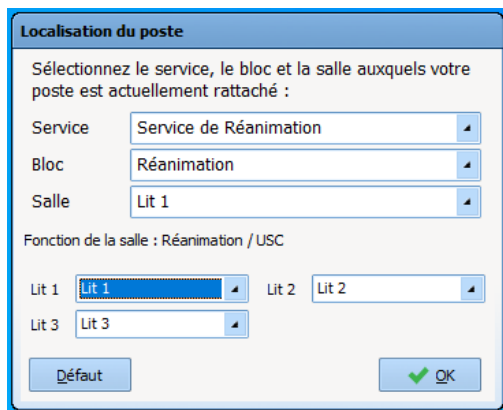 Localisation du poste
Sélectionnez le service, le bloc et la salle auxquels votre
poste est actuellement rattaché :
Service Service de Réanimation
Bloc Réanimation
Salle Lit 1
Fonction de la salle : Réanimation / USC
Lit 1 Lit 1 Lit 2 Lit 2
Lit 3 Lit 3
Défaut OK